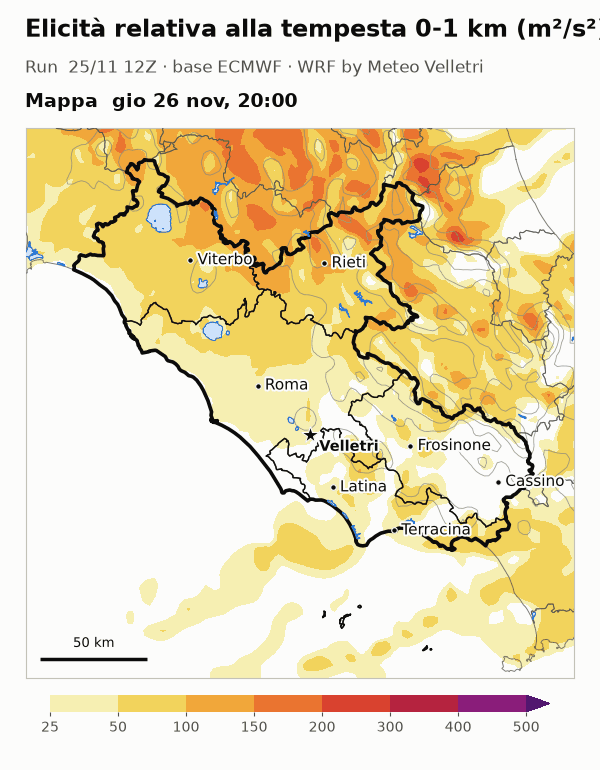 Elicità relativa alla tempesta 0-1 km (m²/s²)
Run  25/11 12Z · base ECMWF · WRF by Meteo Velletri
Mappa  gio 26 nov, 20:00
Viterbo
Rieti
Roma
Velletri
Frosinone
Cassino
Latina
Terracina
50 km
25 50 100 150 200 300 400 500